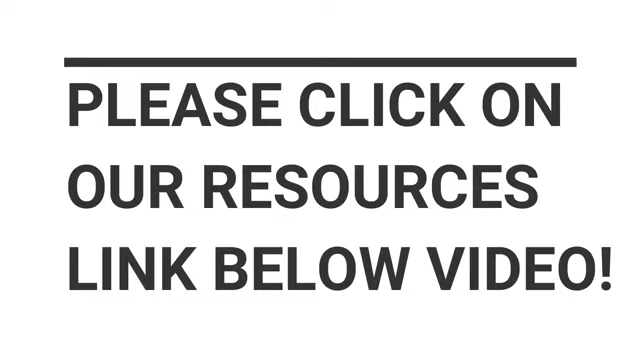 PLEASE CLICK ON
OUR RESOURCES
LINK BELOW VIDEO!